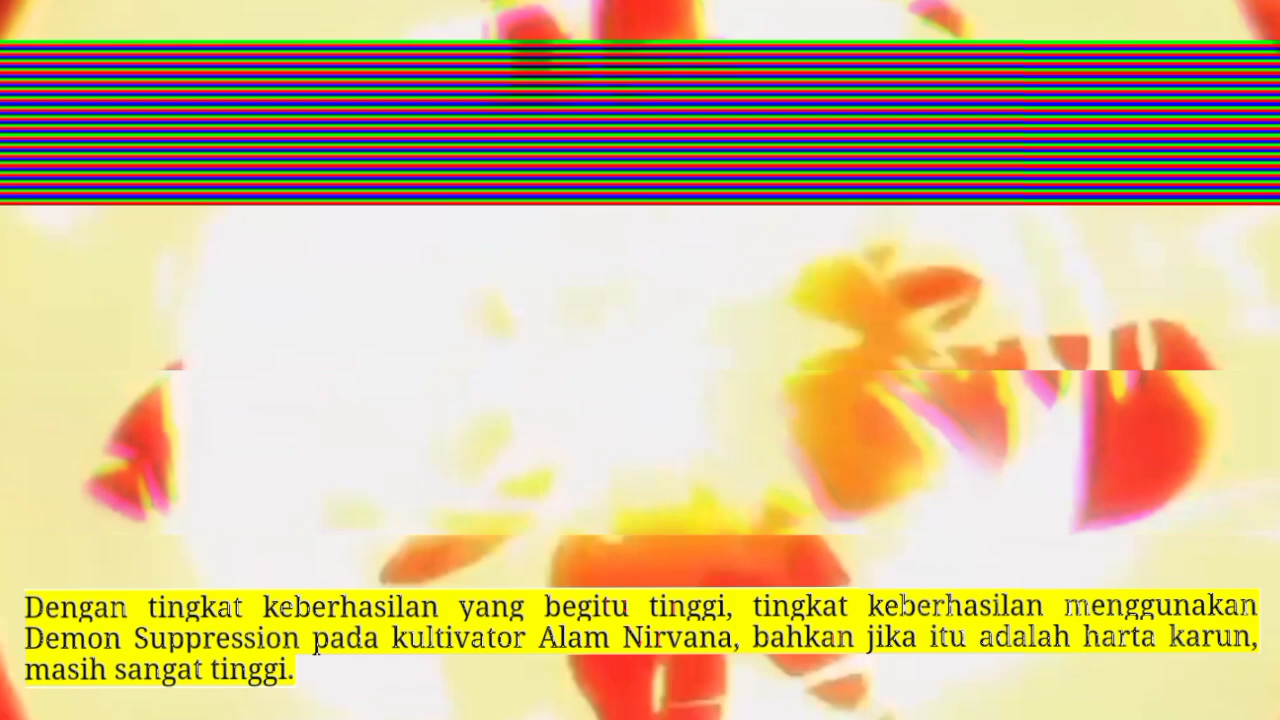 Dengan tingkat keberhasilan yang begitu tinggi, tingkat keberhasilan menggunakan
Demon Suppression pada kultivator Alam Nirvana, bahkan jika itu adalah harta karun,
masih sangat tinggi.